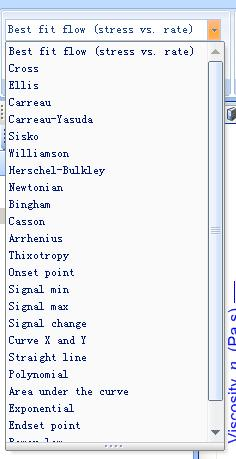 Best fit flow (stress vs. rate)
Best fit flow (stress vs. rate)
Cross
Ellis
Carreau
Carreau-Yasuda
Sisko
Williamson
Herschel-Bulkley
Newtonian
Bingham
Casson
Arrhenius
Thixotropy
Onset point
Signal min
Signal max
Signal change
Curve X and Y
Straight line
Polynomial
Area under the curve
Exponential
Endset point
Viscosity, η (Pa.s)